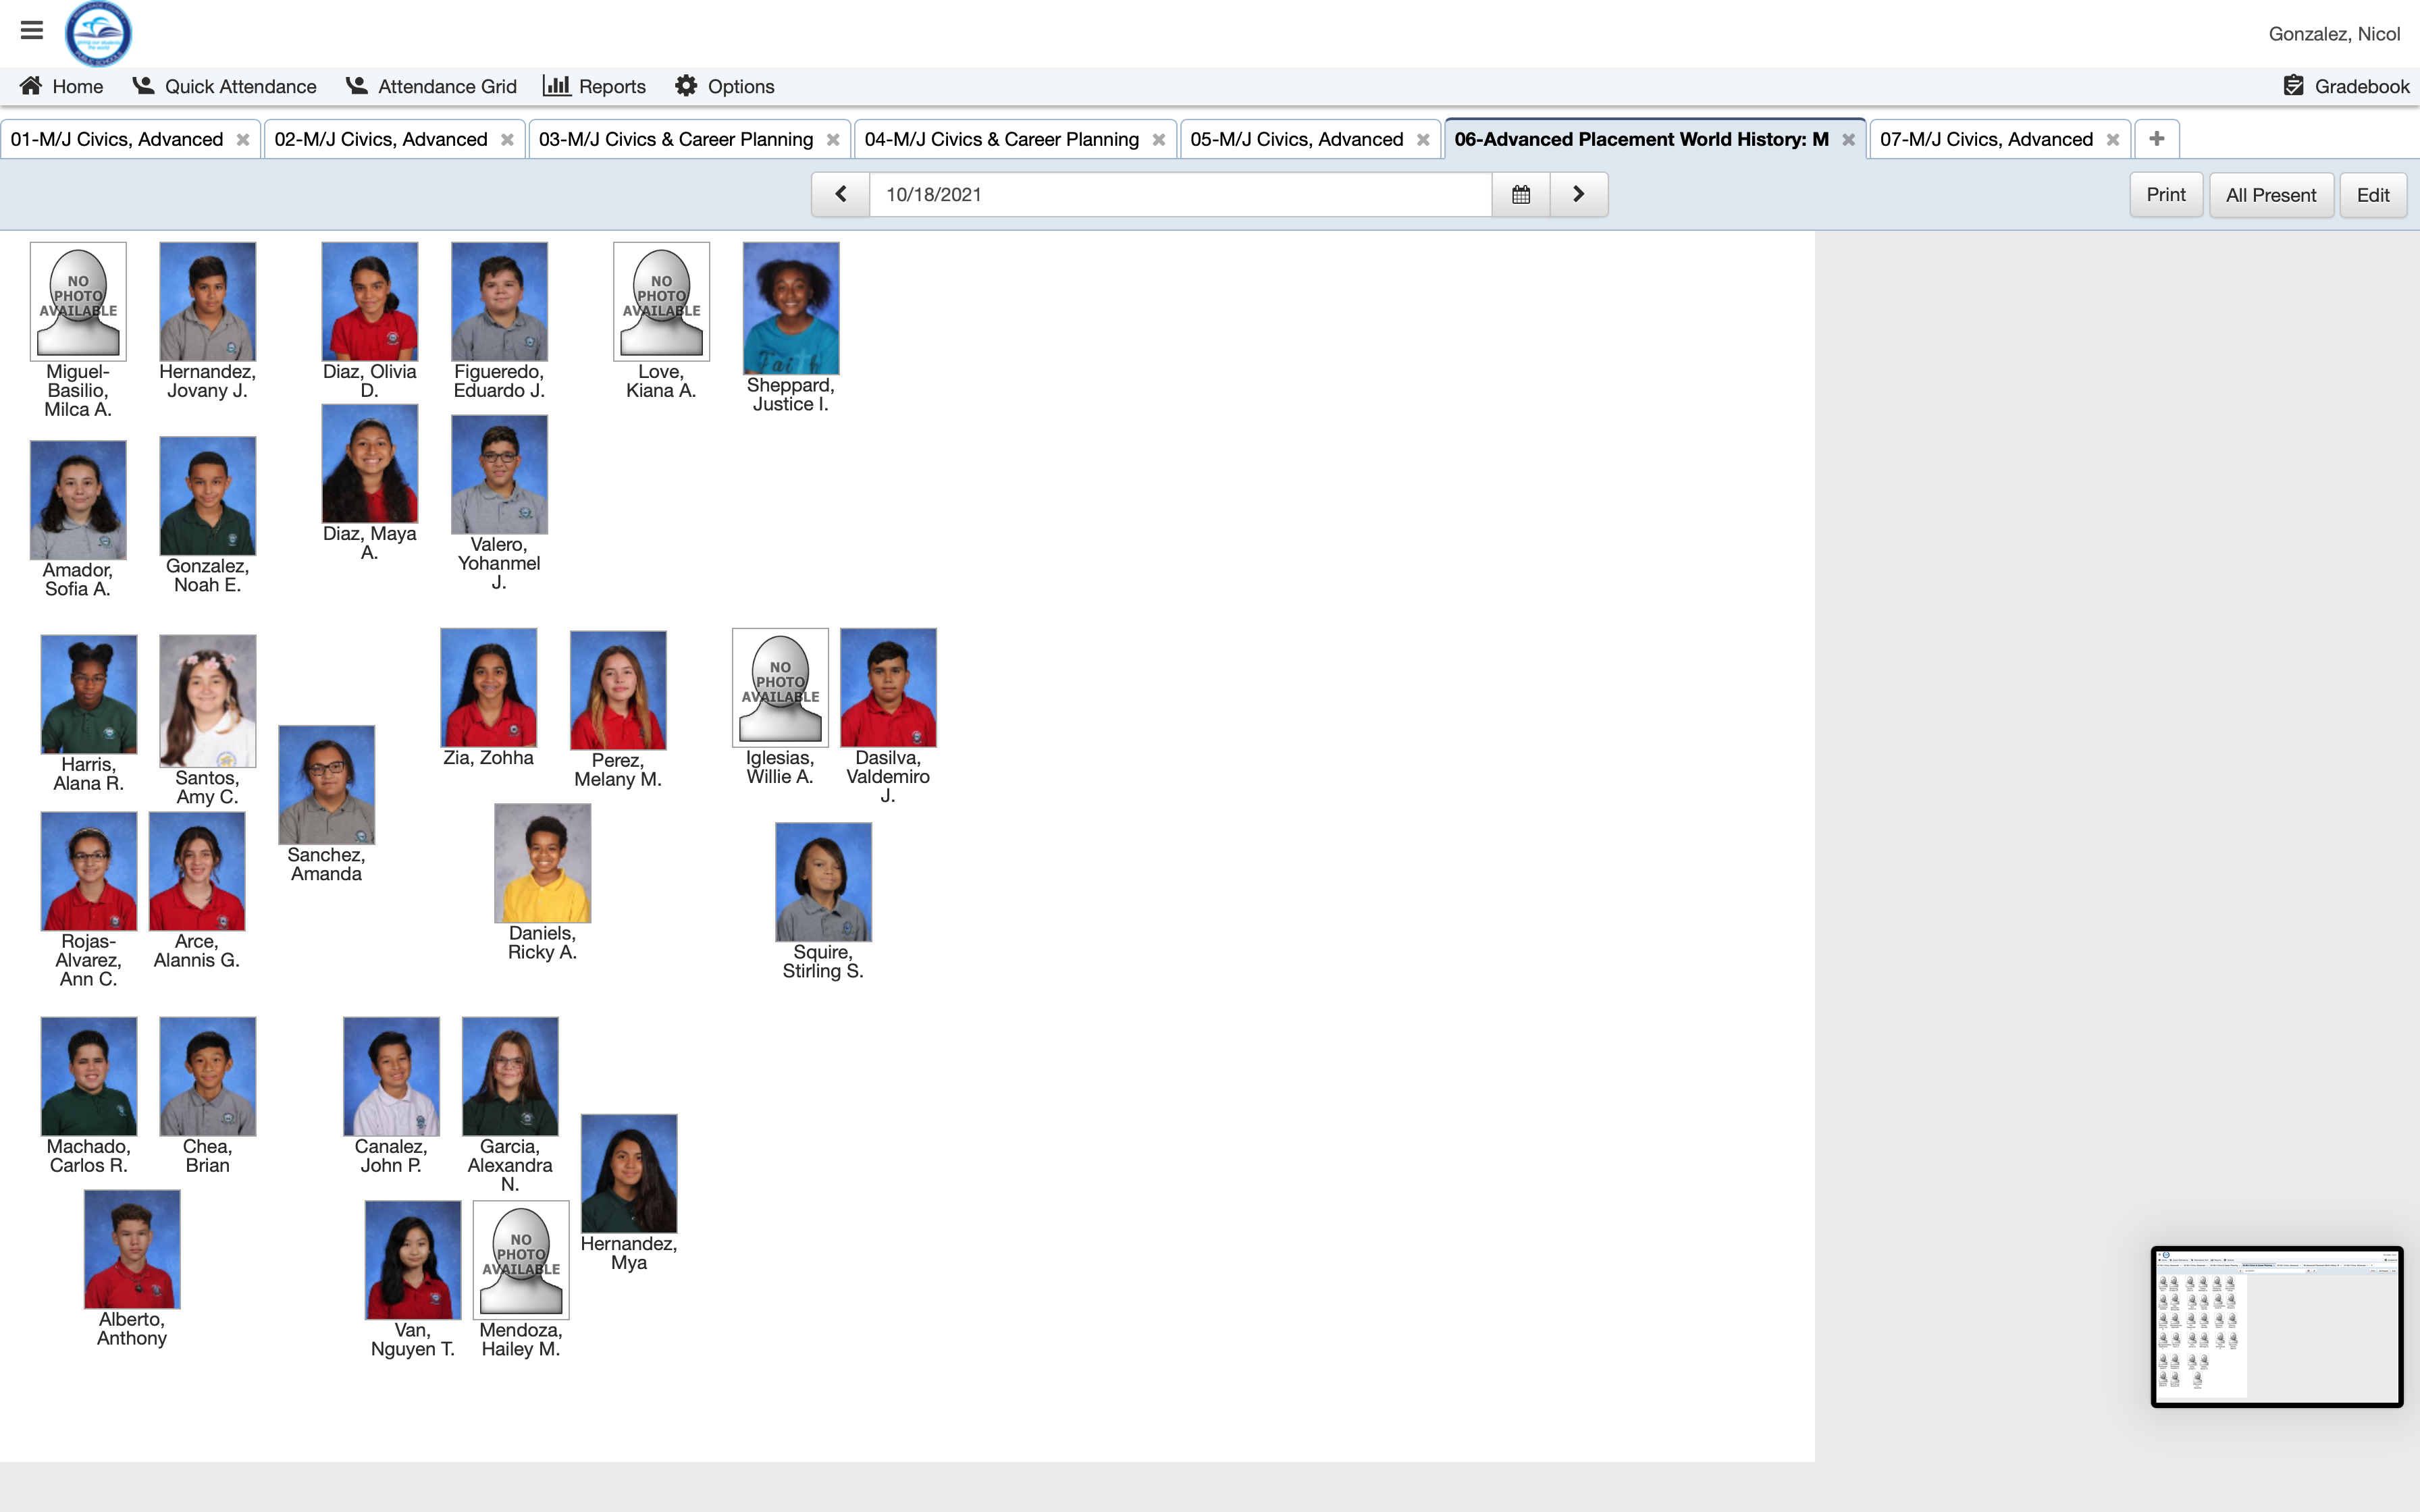 Gonzalez, Nicol
Home Quick Attendance Attendance Grid Reports Options Gradebook
01-M/J Civics, Advanced 02-M/J Civics, Advanced 03-M/J Civics & Career Planning 04-M/J Civics & Career Planning 05-M/J Civics, Advanced 06-Advanced Placement World History: M 07-M/J Civics, Advanced
10/18/2021 Print All Present Edit
NO
PHOTO
AVAILABLE
Miguel-
Basilio,
Milca A.
Hernandez,
Jovany J.
Diaz, Olivia
D.
Figueredo,
Eduardo J.
NO
PHOTO
AVAILABLE
Love,
Kiana A.
Faith
Sheppard,
Justice I.
Amador,
Sofia A.
Gonzalez,
Noah E.
Diaz, Maya
A.
Valero,
Yohanmel
J.
Harris,
Alana R.
Santos,
Amy C.
Sanchez,
Amanda
Zia, Zohha
Perez,
Melany M.
NO
PHOTO
AVAILABLE
Iglesias,
Willie A.
Dasilva,
Valdemiro
J.
Rojas-
Alvarez,
Ann C.
Arce,
Alannis G.
Daniels,
Ricky A.
Squire,
Stirling S.
Machado,
Carlos R.
Chea,
Brian
Canalez,
John P.
Garcia,
Alexandra
N.
Hernandez,
Mya
Alberto,
Anthony
Van,
Nguyen T.
NO
PHOTO
AVAILABLE
Mendoza,
Hailey M.